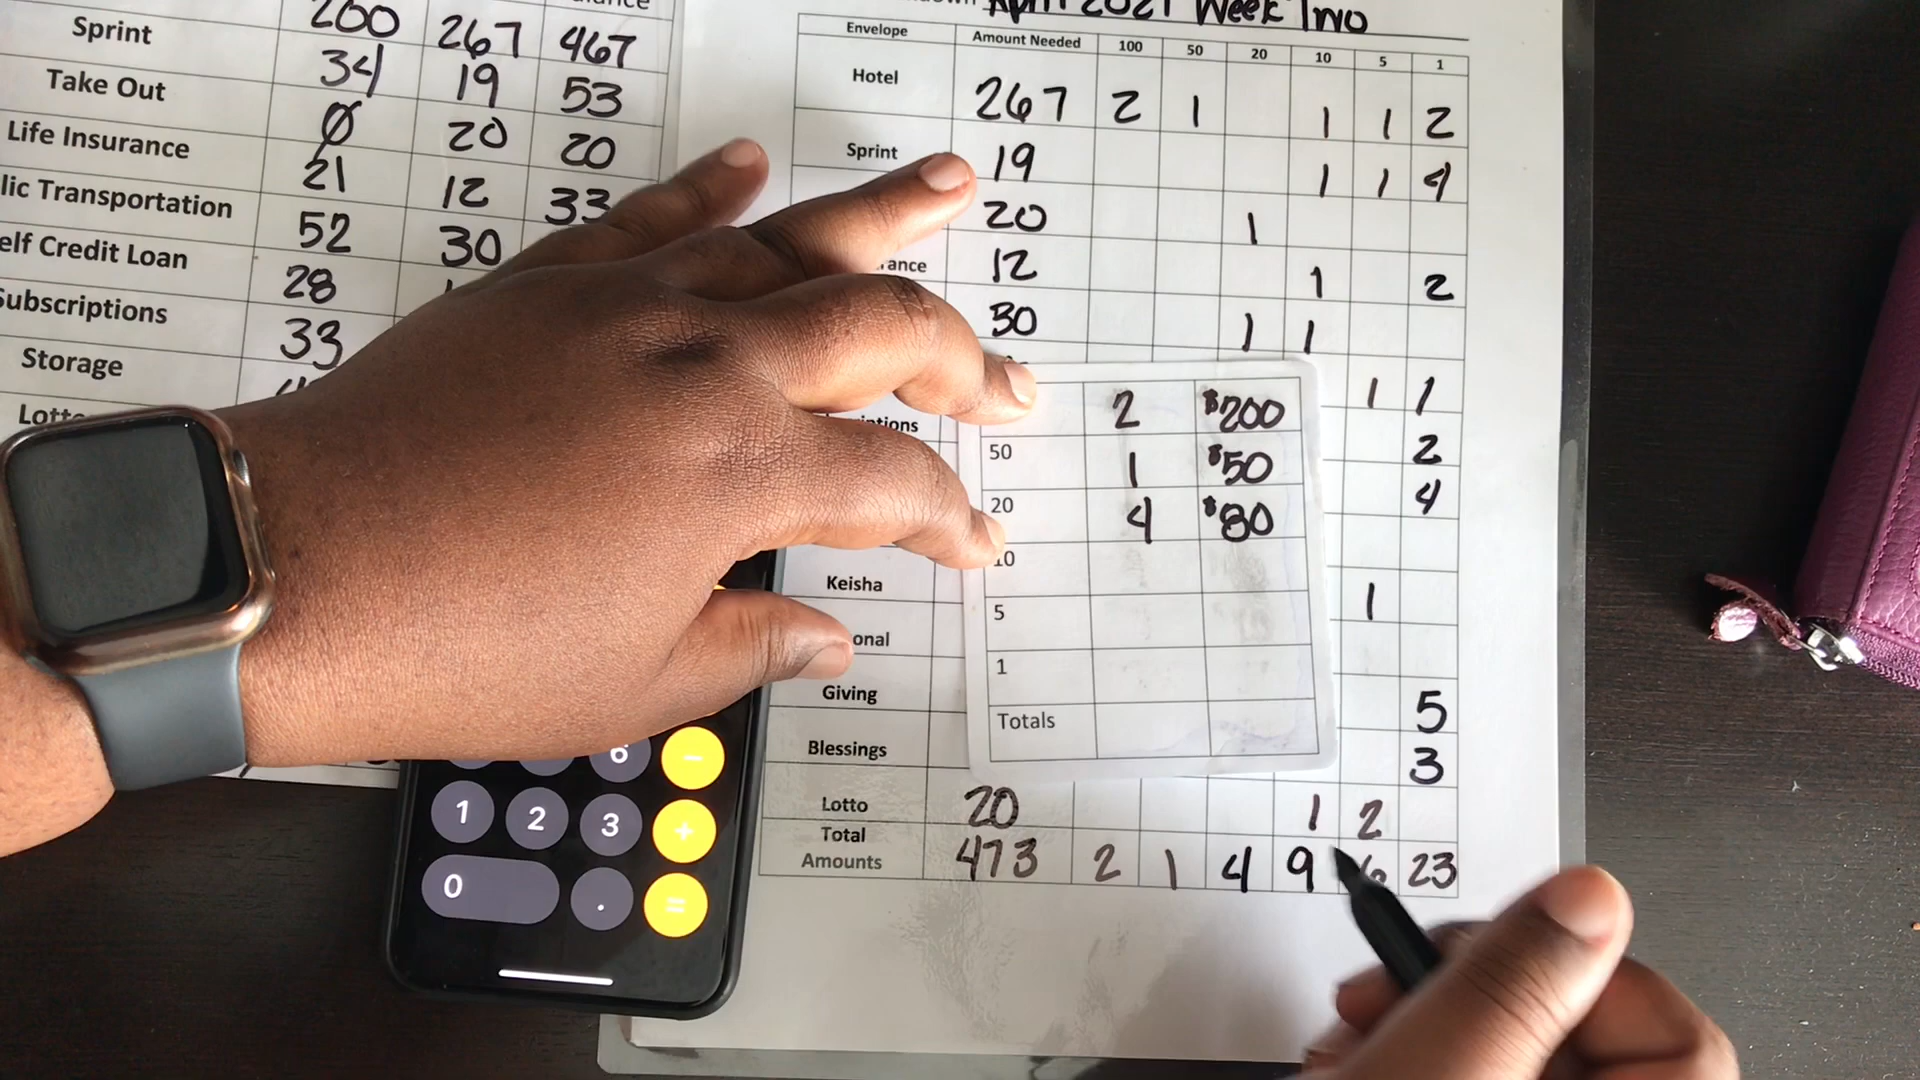 Sprint 200 267 467
Take Out 34 19 53
Life Insurance 0 20 20
lic Transportation 21 12 33
elf Credit Loan 52 30
Subscriptions 28
Storage 33
Lotto
April 2021 Week Two
Envelope Amount Needed 100 50 20 10 5 1
Hotel 267 2 1 1 1 2
Sprint 19 1 1 4
20 1
rance 12 1 2
30 1 1
1 1
ptions 2
4
Keisha 1
onal
Giving 5
Blessings 3
Lotto 20 1 2
Total
Amounts 473 2 1 4 9 6 23
2 $200
50 1 $50
20 4 $80
10
5
1
Totals
6 −
1 2 3 +
0 . =